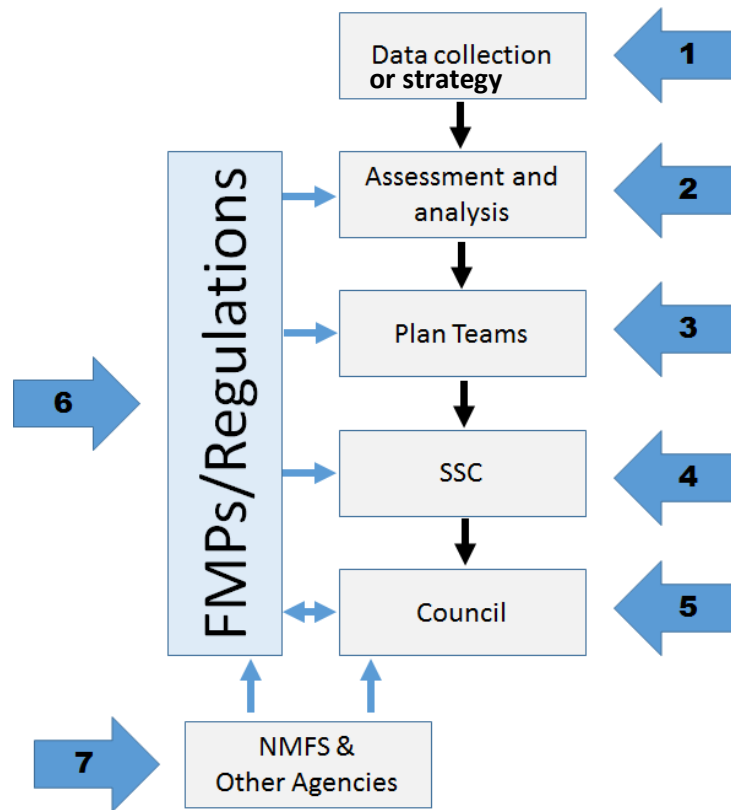 Data collection
or strategy
1
Assessment and
analysis
2
FMPs/Regulations
Plan Teams
3
6
SSC
4
Council
5
NMFS &
Other Agencies
7